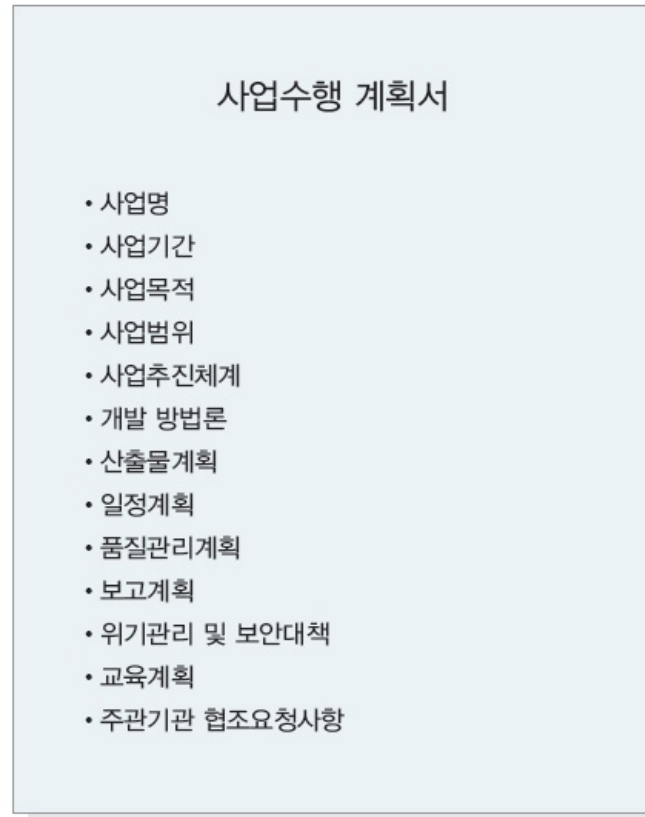 사업수행 계획서
• 사업명
• 사업기간
• 사업목적
• 사업범위
• 사업추진체계
• 개발 방법론
• 산출물계획
• 일정계획
• 품질관리계획
• 보고계획
• 위기관리 및 보안대책
• 교육계획
• 주관기관 협조요청사항